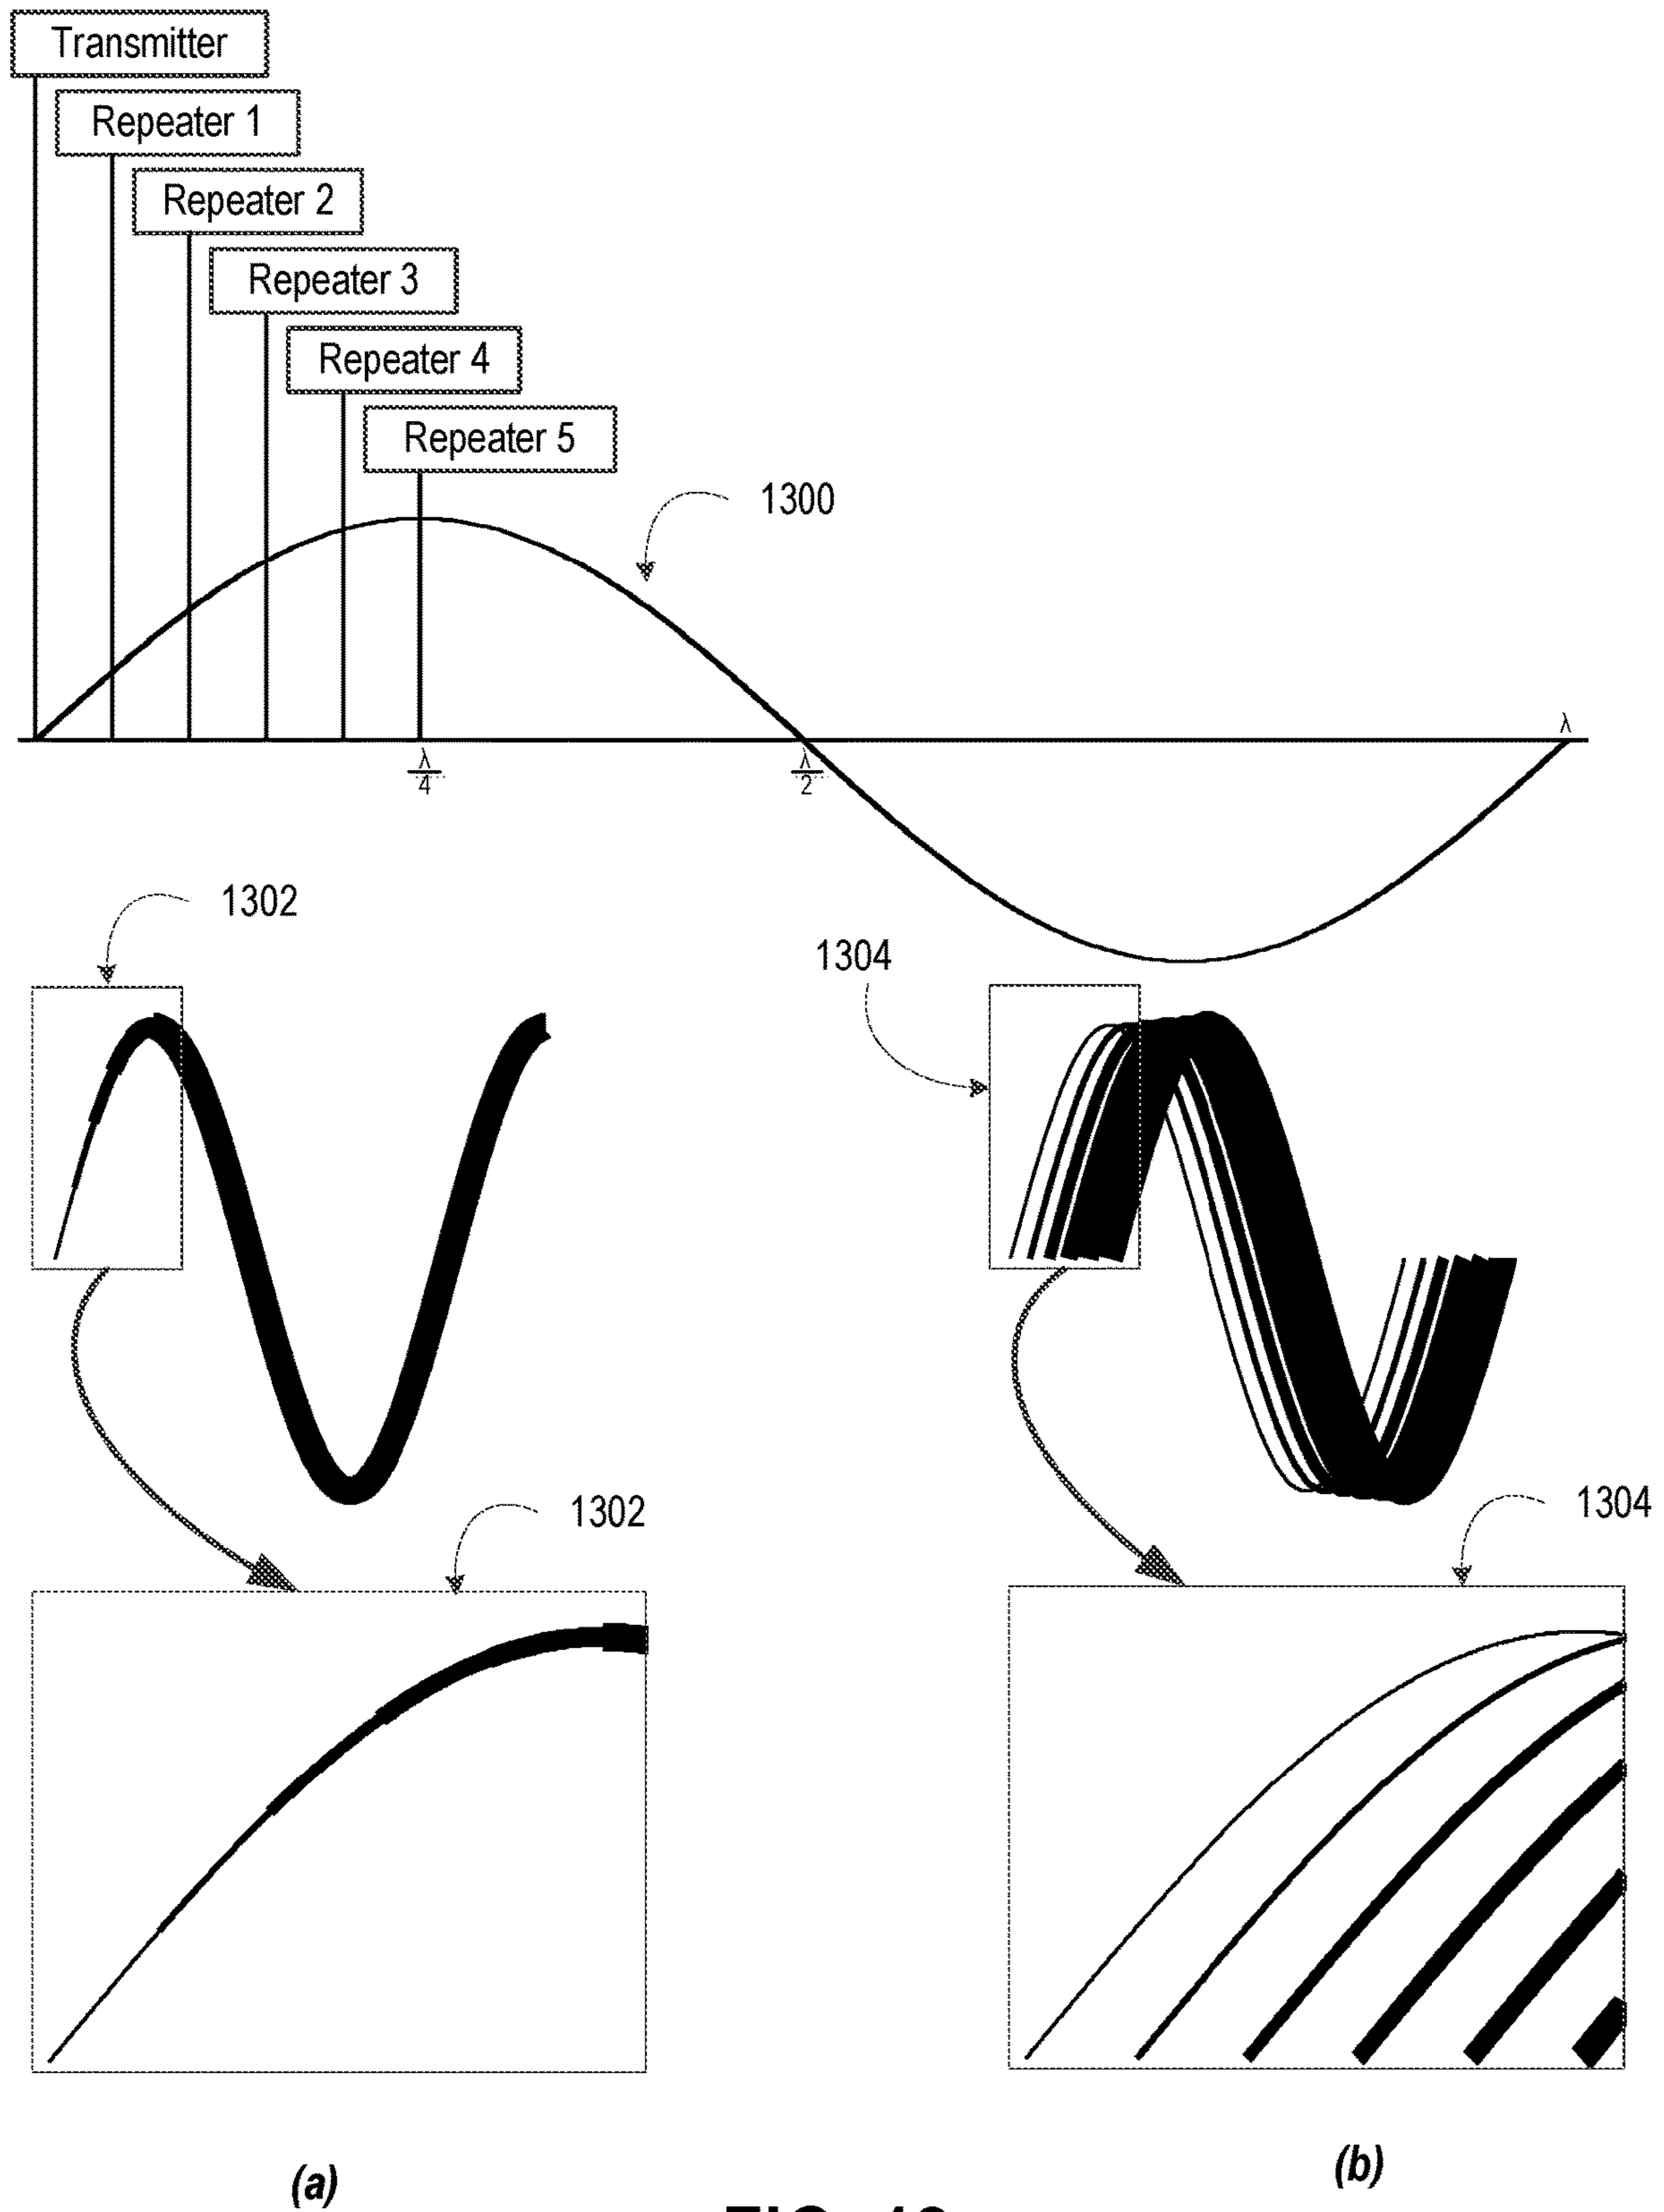 Transmitter
Repeater 1
Repeater 2
Repeater 3
Repeater 4
Repeater 5
1300
λ
λ
4
λ
2
1302
1304
1302
1304
(a)
(b)